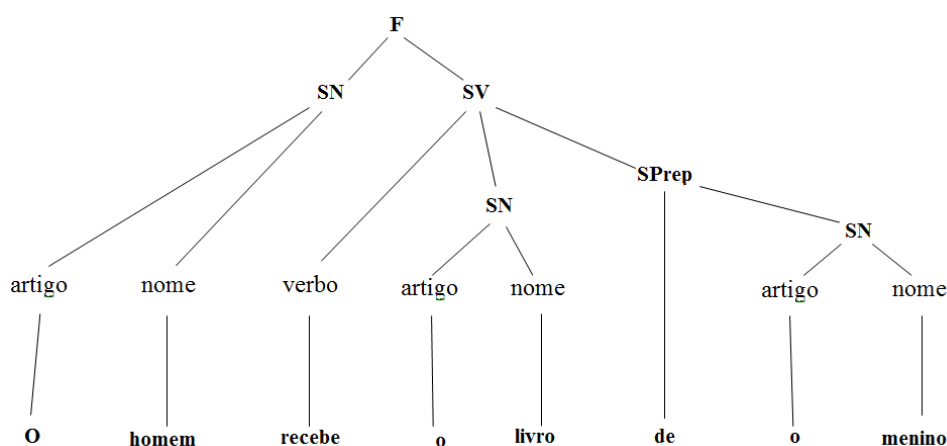 F
SN SV
SPrep
SN
SN
artigo nome verbo artigo nome artigo nome
O homem recebe o livro de o menino